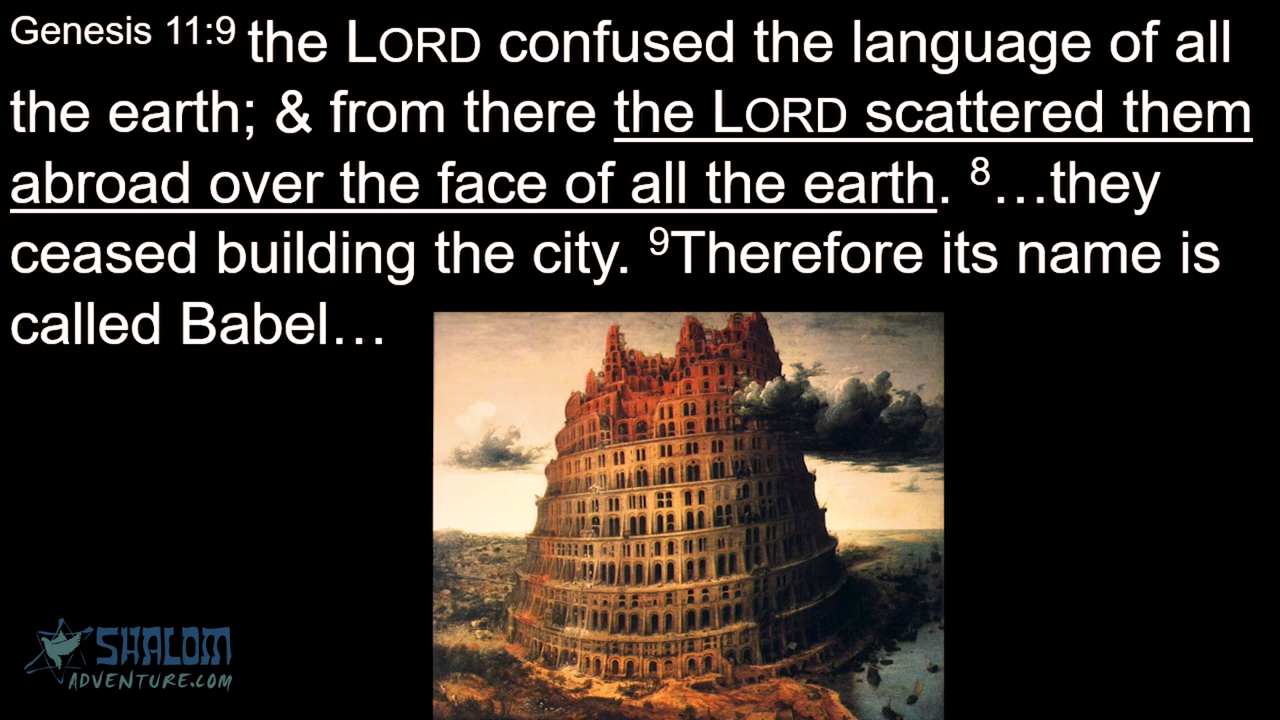 Genesis 11:9 the LORD confused the language of all
the earth; & from there the LORD scattered them
abroad over the face of all the earth. 8…they
ceased building the city. 9Therefore its name is
called Babel…
SHALOM
ADVENTURE.COM